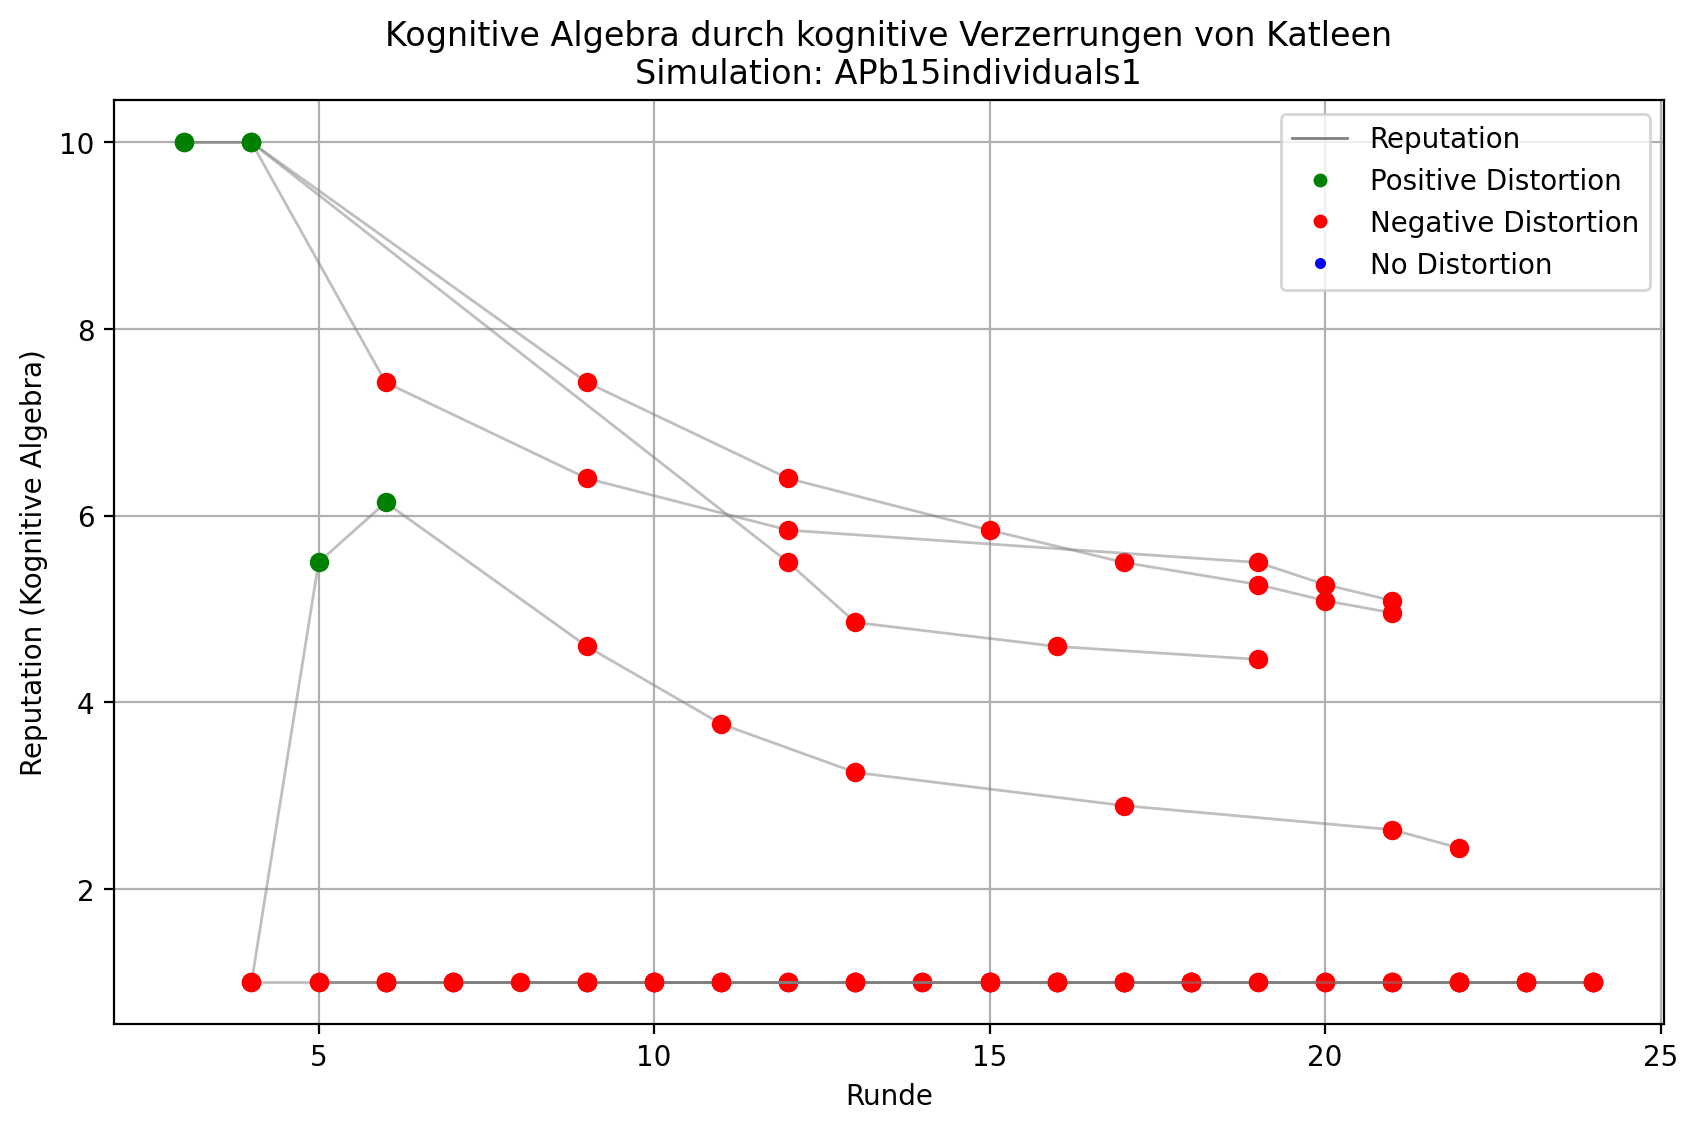 Kognitive Algebra durch kognitive Verzerrungen von Katleen
Simulation: APb15individuals1
Reputation
Positive Distortion
Negative Distortion
No Distortion
Reputation (Kognitive Algebra)
10
8
6
4
2
5
10
15
20
25
Runde